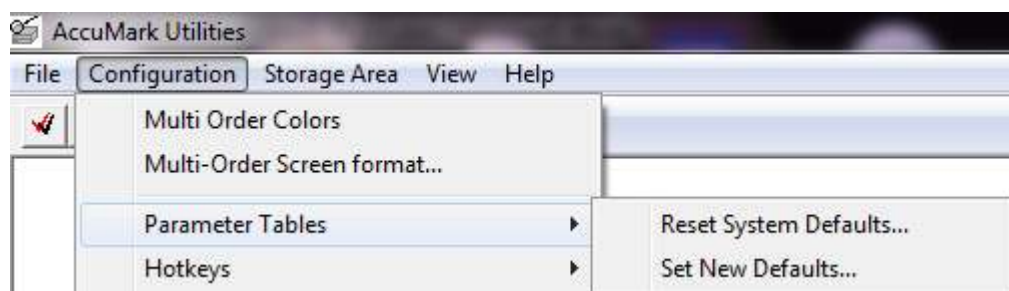 AccuMark Utilities
File Configuration Storage Area View Help
Multi Order Colors
Multi-Order Screen format...
Parameter Tables
Reset System Defaults...
Hotkeys
Set New Defaults...